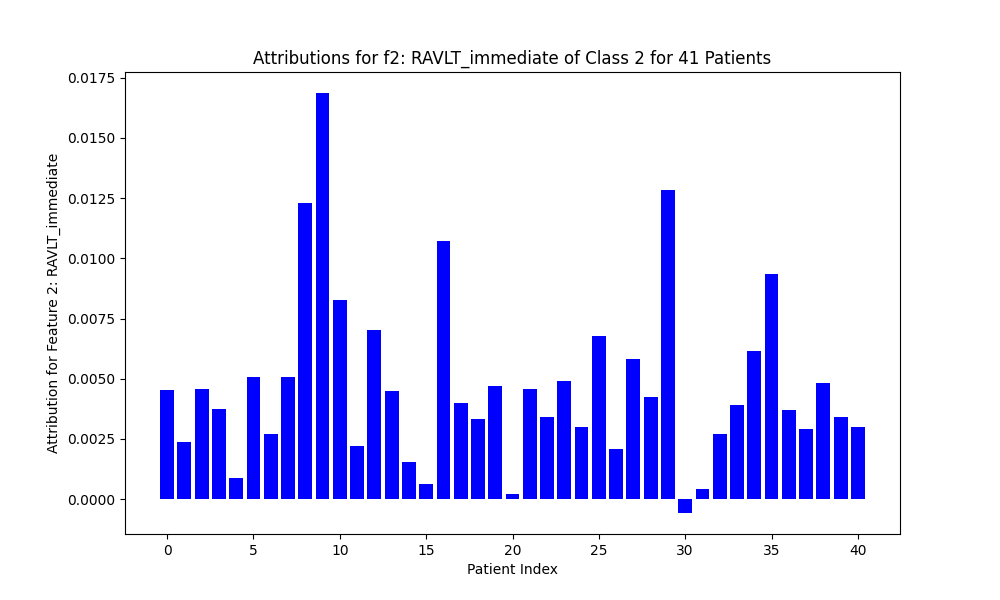 Attributions for f2: RAVLT_immediate of Class 2 for 41 Patients
Attribution for Feature 2: RAVLT_immediate
0.0175
0.0150
0.0125
0.0100
0.0075
0.0050
0.0025
0.0000
0 5 10 15 20 25 30 35 40
Patient Index